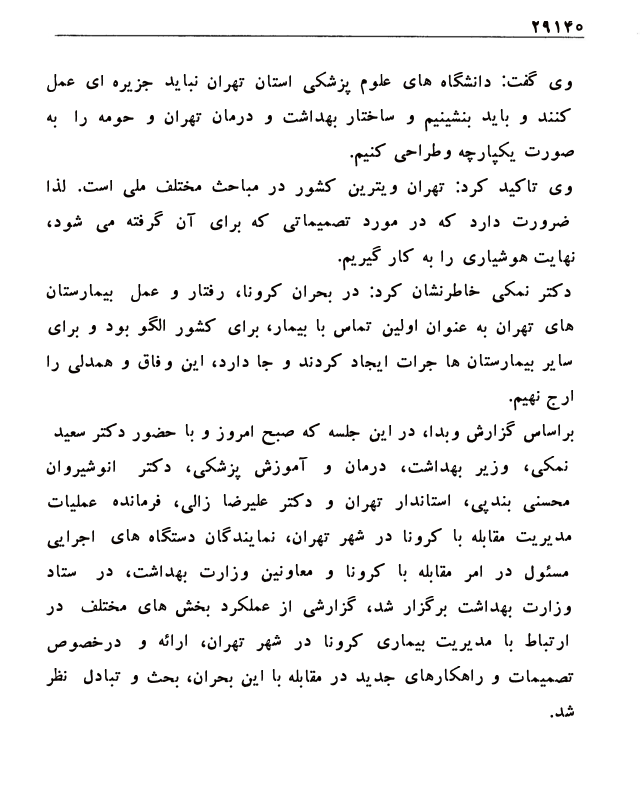 ۲۹۱۴۰
وی گفت: دانشگاه های علوم پزشکی استان تهران نباید جزیره ای عمل
کنند و باید بنشینیم و ساختار بهداشت و درمان تهران و حومه را به
صورت یکپارچه وطراحی کنیم.
وی تاکید کرد: تهران ویترین کشور در مباحث مختلف ملی است. لذا
ضرورت دارد که در مورد تصمیماتی که برای آن گرفته می شود،
نهایت هوشیاری را به کار گیریم.
دکتر نمکی خاطرنشان کرد: در بحران کرونا، رفتار و عمل بیمارستان
های تهران به عنوان اولین تماس با بیمار، برای کشور الگو بود و برای
سایر بیمارستان ها جرات ایجاد کردند و جا دارد، این وفاق و همدلی را
ارج نهیم.
براساس گزارش وبدا، در این جلسه که صبح امروز و با حضور دکتر سعید
نمکی، وزیر بهداشت، درمان و آموزش پزشکی، دکتر انوشیروان
محسنی بندپی، استاندار تهران و دکتر علیرضا زالی، فرمانده عملیات
مدیریت مقابله با کرونا در شهر تهران، نمایندگان دستگاه های اجرایی
مسئول در امر مقابله با کرونا و معاونین وزارت بهداشت، در ستاد
وزارت بهداشت برگزار شد، گزارشی از عملکرد بخش های مختلف در
ارتباط با مدیریت بیماری کرونا در شهر تهران، ارائه و درخصوص
تصمیمات و راهکارهای جدید در مقابله با این بحران، بحث و تبادل نظر
شد.